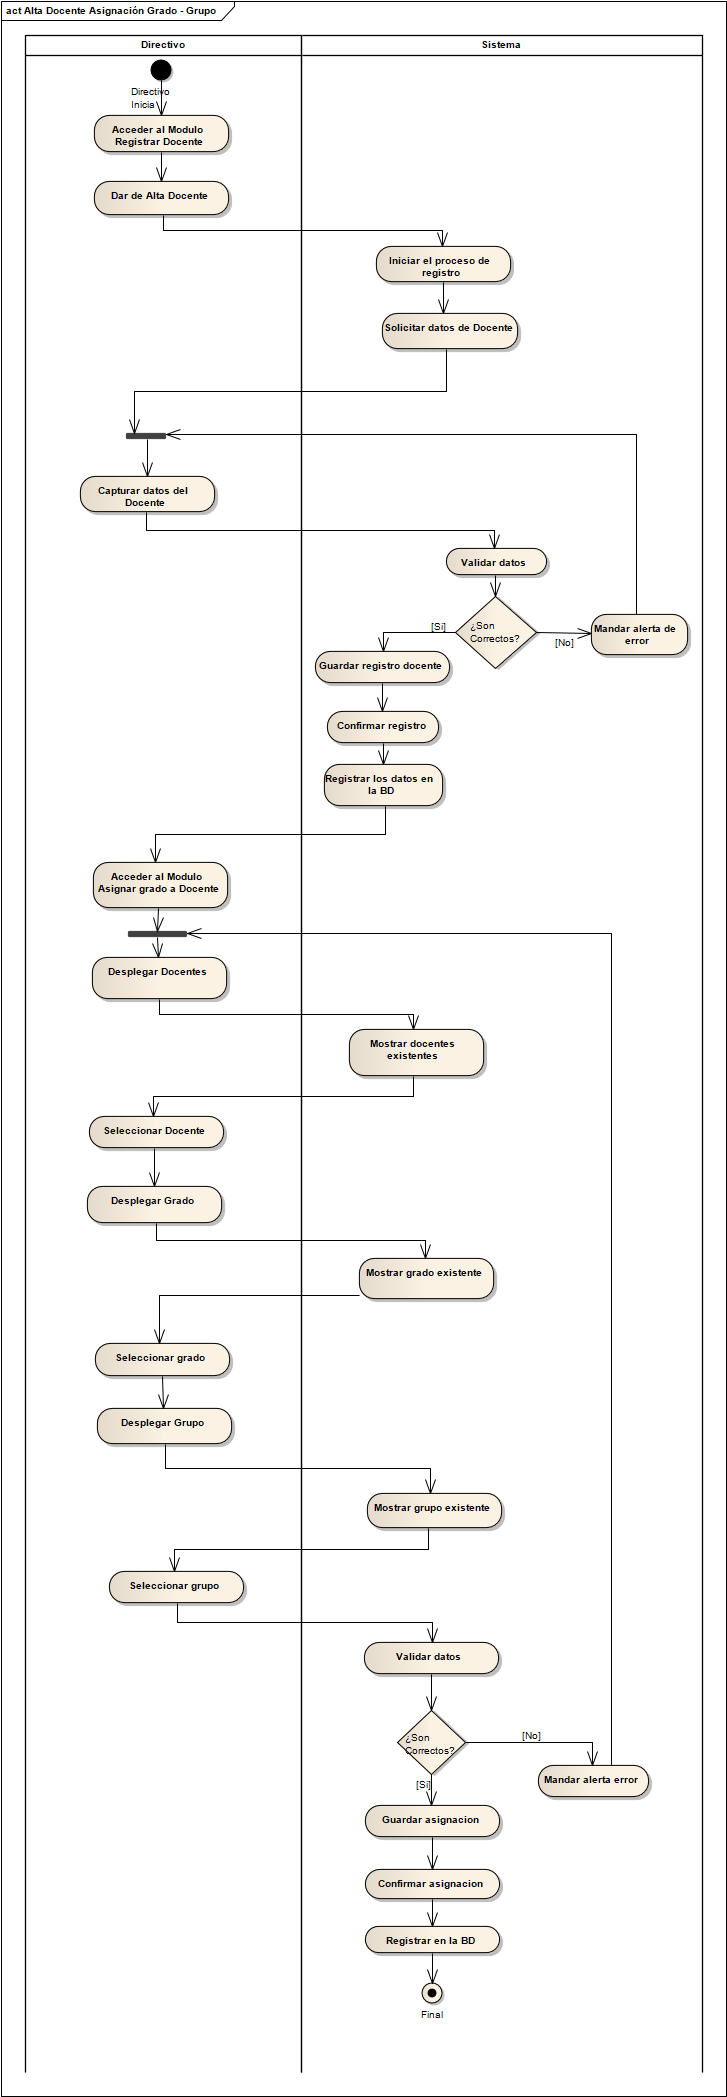 act Alta Docente Asignación Grado - Grupo
Directivo
Sistema
Directivo
Inicia
Acceder al Modulo
Registrar Docente
Dar de Alta Docente
Iniciar el proceso de
registro
Solicitar datos de Docente
Capturar datos del
Docente
Validar datos
¿Son
Correctos?
[Si]
[No]
Mandar alerta de
error
Guardar registro docente
Confirmar registro
Registrar los datos en
la BD
Acceder al Modulo
Asignar grado a Docente
Desplegar Docentes
Mostrar docentes
existentes
Seleccionar Docente
Desplegar Grado
Mostrar grado existente
Seleccionar grado
Desplegar Grupo
Mostrar grupo existente
Seleccionar grupo
Validar datos
¿Son
Correctos?
[No]
Mandar alerta error
[Si]
Guardar asignacion
Confirmar asignacion
Registrar en la BD
Final